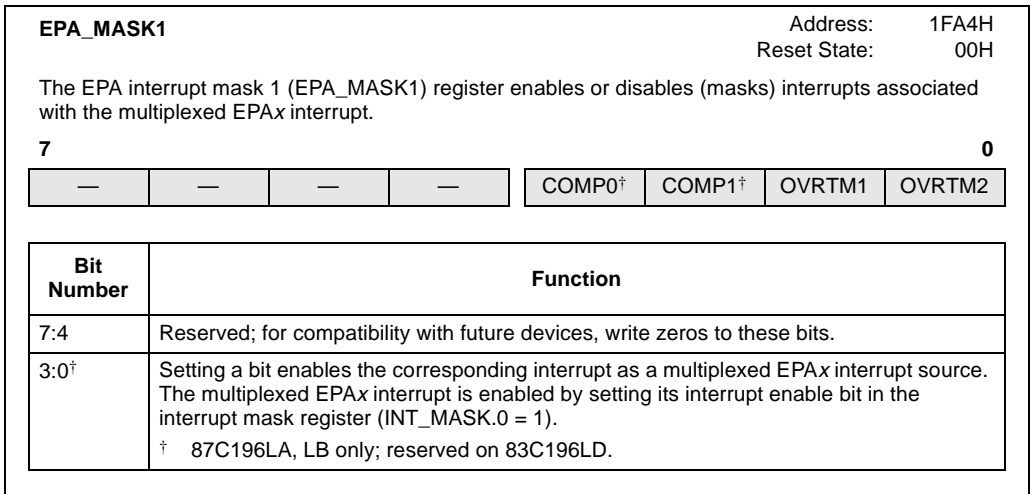 EPA_MASK1 Address: 1FA4H
Reset State: 00H
The EPA interrupt mask 1 (EPA_MASK1) register enables or disables (masks) interrupts associated
with the multiplexed EPAx interrupt.
7 0
— — — — COMP0† COMP1† OVRTM1 OVRTM2
Bit
Number
Function
7:4 Reserved; for compatibility with future devices, write zeros to these bits.
3:0† Setting a bit enables the corresponding interrupt as a multiplexed EPAx interrupt source.
The multiplexed EPAx interrupt is enabled by setting its interrupt enable bit in the
interrupt mask register (INT_MASK.0 = 1).
† 87C196LA, LB only; reserved on 83C196LD.